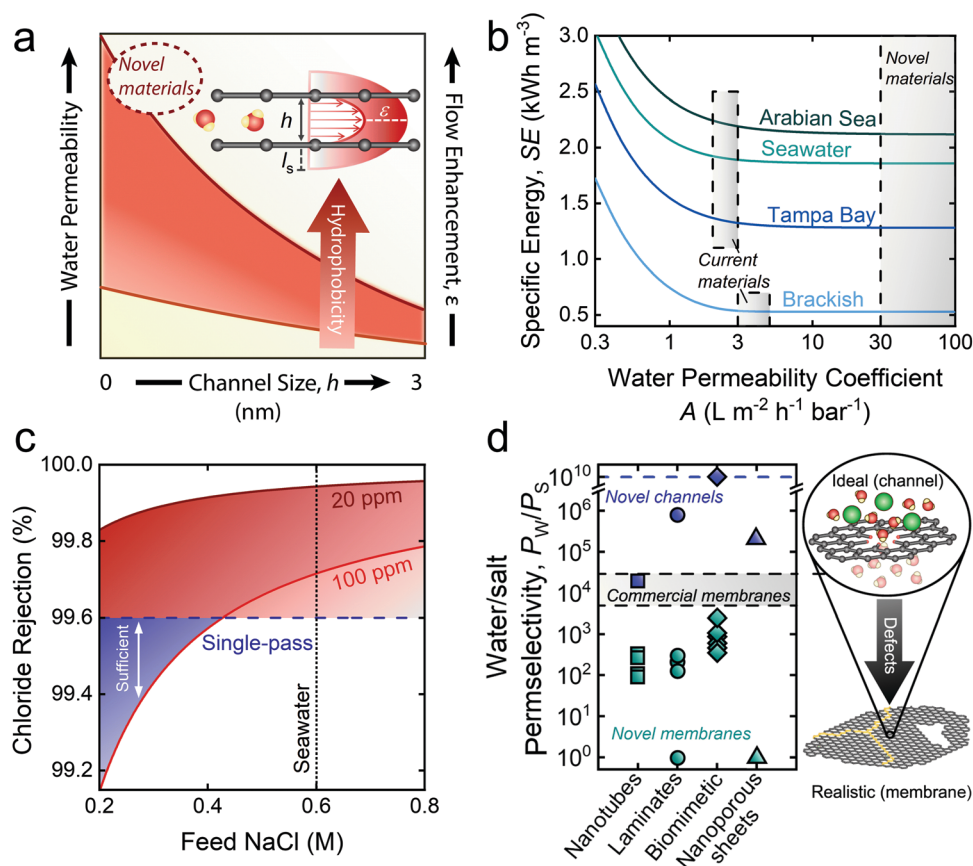 a
Water Permeability
Flow Enhancement, ε
Novel
materials
h
ls
ε
Hydrophobicity
0
Channel Size, h
3
(nm)
b
Specific Energy, SE (kWh m⁻³)
3.0
2.5
2.0
1.5
1.0
0.5
Novel
materials
Arabian Sea
Seawater
Tampa Bay
Current
materials
Brackish
0.3
1
3
10
30
100
Water Permeability Coefficient
A (L m⁻² h⁻¹ bar⁻¹)
c
Chloride Rejection (%)
100.0
99.8
99.6
99.4
99.2
20 ppm
100 ppm
Single-pass
Sufficient
Seawater
0.2
0.4
0.6
0.8
Feed NaCl (M)
d
Water/salt
Permselectivity, PW/PS
10¹⁰
10⁶
10⁵
10⁴
10³
10²
10¹
10⁰
Novel channels
Commercial membranes
Novel membranes
Nanotubes
Laminates
Biomimetic
Nanoporous
sheets
Ideal (channel)
Defects
Realistic (membrane)